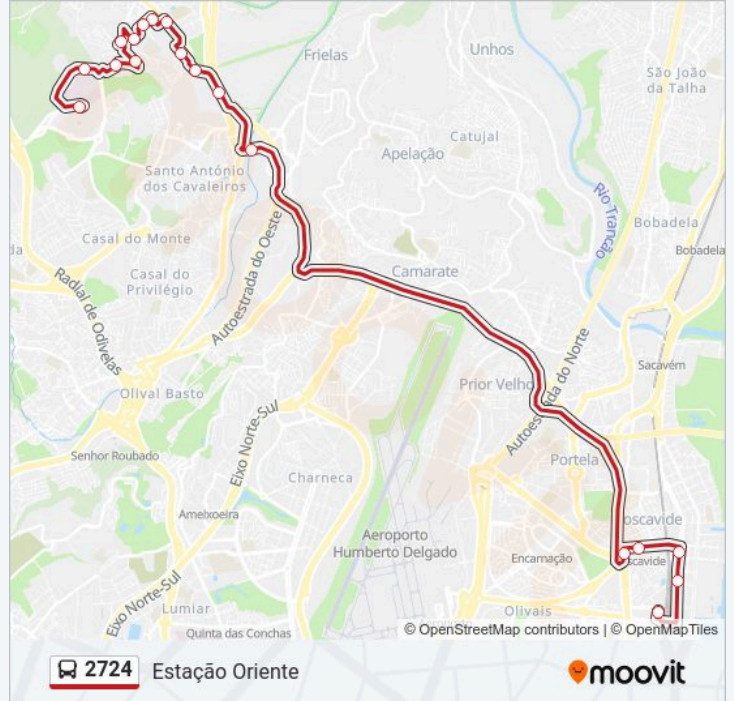 Frielas
Unhos
São João
da Talha
Catujal
Apelação
Santo António
dos Cavaleiros
Rio Trancão
Bobadela
Casal do Monte
Bobadela
da
Casal do
Privilégio
Autoestrada do Oeste
Camarate
Radial de Odivelas
Sacavém
Autoestrada do Norte
Prior Velho
Olival Basto
Eixo Norte-Sul
Senhor Roubado
Portela
Charneca
Ameixoeira
oscavide
Aeroporto
Humberto Delgado
Encarnação
scavide
Eixo Norte-Sul
Lumiar
Olivais
Quinta das Conchas
© OpenStreetMap contributors | © OpenMapTiles
2724 Estação Oriente
moovit